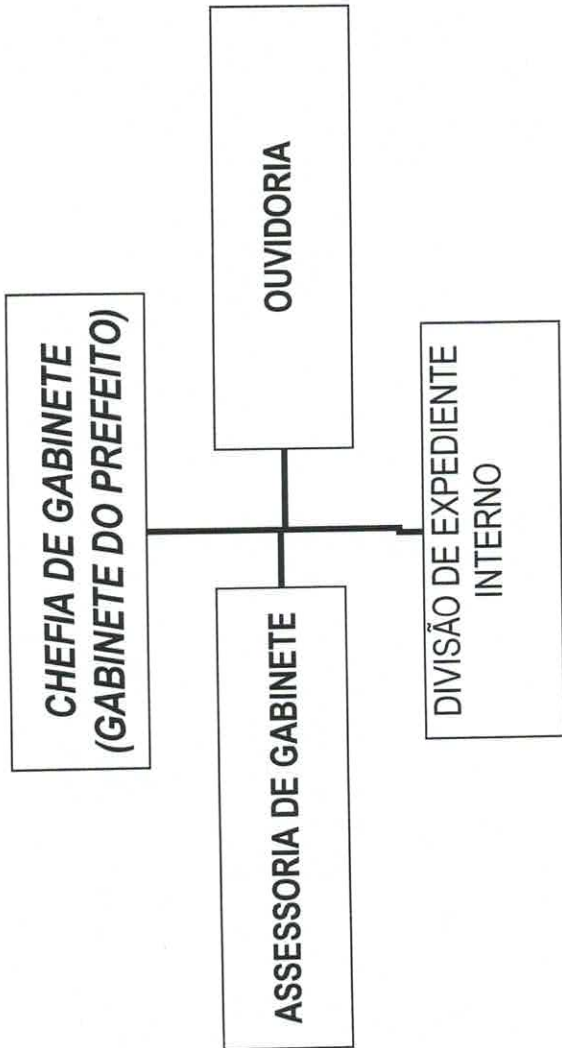 CHEFIA DE GABINETE
(GABINETE DO PREFEITO)
ASSESSORIA DE GABINETE
OUVIDORIA
DIVISÃO DE EXPEDIENTE
INTERNO